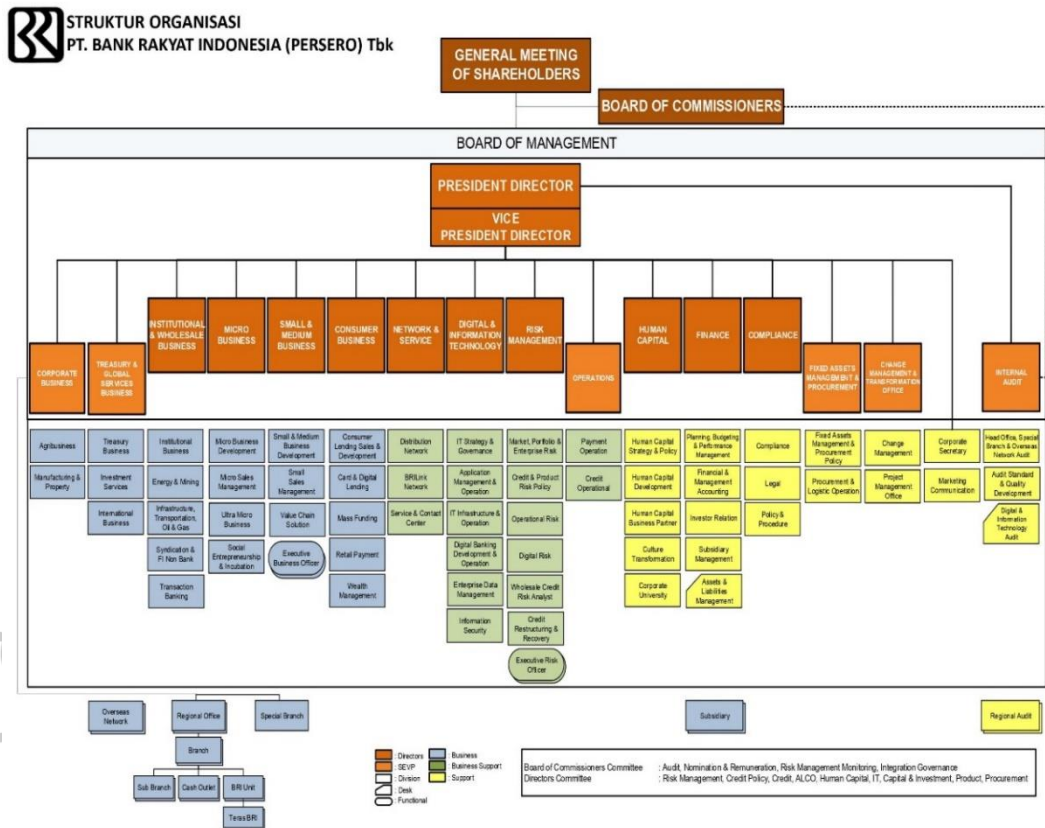 STRUKTUR ORGANISASI
PT. BANK RAKYAT INDONESIA (PERSERO) Tbk
GENERAL MEETING
OF SHAREHOLDERS
BOARD OF COMMISSIONERS
BOARD OF MANAGEMENT
PRESIDENT DIRECTOR
VICE
PRESIDENT DIRECTOR
CORPORATE
BUSINESS
TREASURY &
GLOBAL
SERVICES
BUSINESS
INSTITUTIONAL
& WHOLESALE
BUSINESS
MICRO
BUSINESS
SMALL &
MEDIUM
BUSINESS
CONSUMER
BUSINESS
NETWORK &
SERVICE
DIGITAL &
INFORMATION
TECHNOLOGY
RISK
MANAGEMENT
OPERATIONS
HUMAN
CAPITAL
FINANCE
COMPLIANCE
FIXED ASSETS
MANAGEMENT &
PROCUREMENT
CHANGE
MANAGEMENT &
TRANSFORMATION
OFFICE
INTERNAL
AUDIT
Agribusiness
Manufacturing &
Property
Treasury
Business
Investment
Services
International
Business
Institutional
Business
Energy & Mining
Infrastructure,
Transportation,
Oil & Gas
Syndication &
FI Non Bank
Transaction
Banking
Micro Business
Development
Micro Sales
Management
Ultra Micro
Business
Social
Entrepreneurship
& Incubation
Small & Medium
Business
Development
Small
Sales
Management
Value Chain
Solution
Executive
Business Officer
Consumer
Lending Sales &
Development
Card & Digital
Lending
Mass Funding
Retail Payment
Wealth
Management
Distribution
Network
BRILink
Network
Service & Contact
Center
IT Strategy &
Governance
Application
Management &
Operation
IT Infrastructure &
Operation
Digital Banking
Development &
Operation
Enterprise Data
Management
Information
Security
Market, Portfolio &
Enterprise Risk
Credit & Product
Risk Policy
Operational Risk
Digital Risk
Wholesale Credit
Risk Analyst
Credit
Restructuring &
Recovery
Executive Risk
Officer
Payment
Operation
Credit
Operational
Human Capital
Strategy & Policy
Human Capital
Development
Human Capital
Business Partner
Culture
Transformation
Corporate
University
Planning, Budgeting
& Performance
Management
Financial &
Management
Accounting
Investor Relation
Subsidiary
Management
Assets &
Liabilities
Management
Compliance
Legal
Policy &
Procedure
Fixed Assets
Management &
Procurement
Policy
Procurement &
Logistic Operation
Change
Management
Project
Management
Office
Corporate
Secretary
Marketing
Communication
Head Office, Special
Branch & Overseas
Network Audit
Audit Standard
& Quality
Development
Digital &
Information
Technology
Audit
Overseas
Network
Regional Office
Special Branch
Branch
Sub Branch
Cash Outlet
BRI Unit
Teras BRI
Subsidiary
Regional Audit
: Directors
: SEVP
: Division
: Desk
: Functional
: Business
: Business Support
: Support
Board of Commissioners Committee : Audit, Nomination & Remuneration, Risk Management Monitoring, Integration Governance
Directors Committee : Risk Management, Credit Policy, Credit, ALCO, Human Capital, IT, Capital & Investment, Product, Procurement